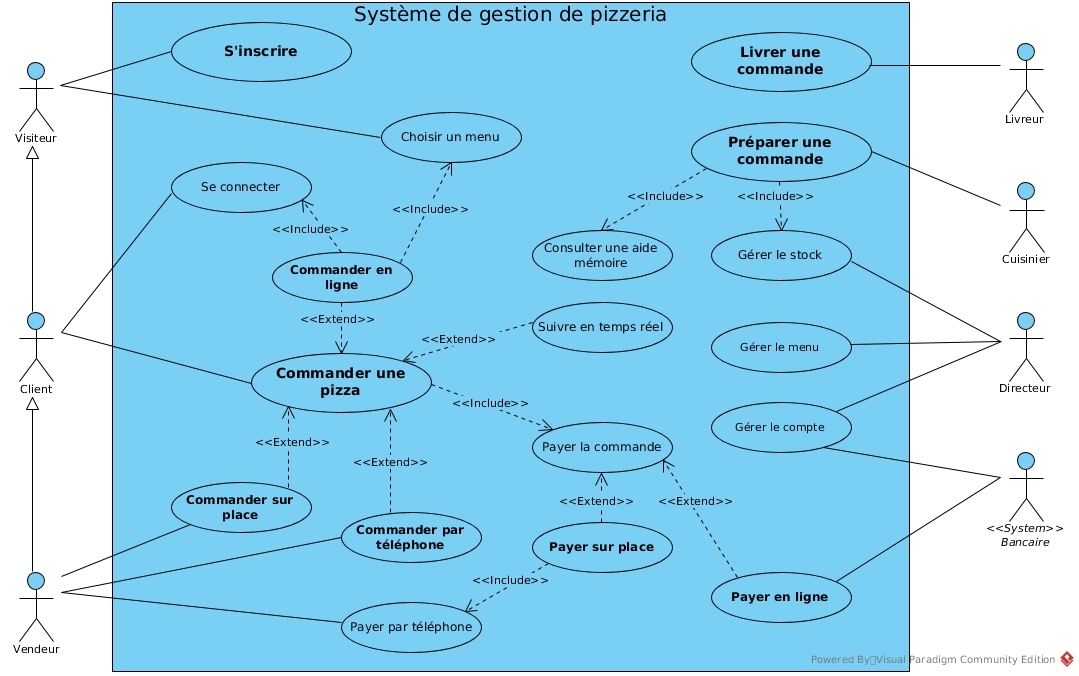 Système de gestion de pizzeria
S'inscrire
Livrer une
commande
Visiteur
Livreur
Choisir un menu
Préparer une
commande
Se connecter
<<Include>>
<<Include>>
<<Include>>
<<Include>>
Consulter une aide
mémoire
Gérer le stock
Cuisinier
Commander en
ligne
<<Extend>>
Suivre en temps réel
<<Extend>>
Gérer le menu
Client
Directeur
Commander une
pizza
<<Include>>
Gérer le compte
<<Extend>>
Payer la commande
<<Extend>>
Commander sur
place
<<Extend>>
<<Extend>>
<<System>>
Bancaire
Commander par
téléphone
Payer sur place
<<Include>>
Payer en ligne
Payer par téléphone
Vendeur
Powered By Visual Paradigm Community Edition